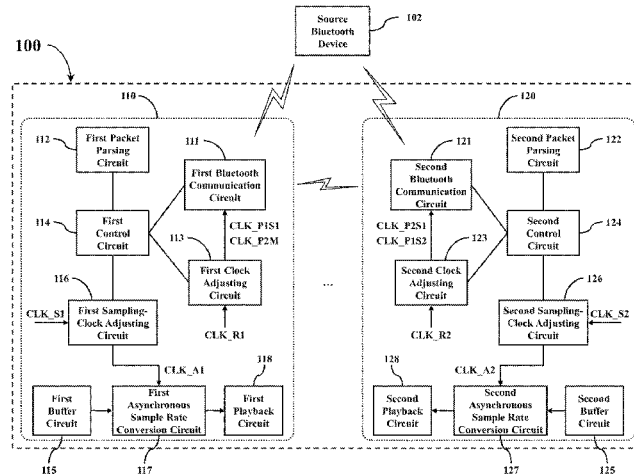 Source
Bluetooth
Device
102
100
110
120
112
First Packet
Parsing
Circuit
111
First Bluetooth
Communication
Circuit
121
Second
Bluetooth
Communication
Circuit
Second Packet
Parsing
Circuit
122
114
First
Control
Circuit
CLK_P1S1
CLK_P2M
113
First Clock
Adjusting
Circuit
CLK_P2S1
CLK_P1S2
123
Second Clock
Adjusting
Circuit
Second
Control
Circuit
124
116
CLK_S1
First Sampling-
Clock Adjusting
Circuit
CLK_R1
...
CLK_R2
126
Second Sampling-
Clock Adjusting
Circuit
CLK_S2
CLK_A1
118
128
CLK_A2
First
Buffer
Circuit
First
Asynchronous
Sample Rate
Conversion Circuit
First
Playback
Circuit
Second
Playback
Circuit
Second
Asynchronous
Sample Rate
Conversion Circuit
Second
Buffer
Circuit
115
117
127
125